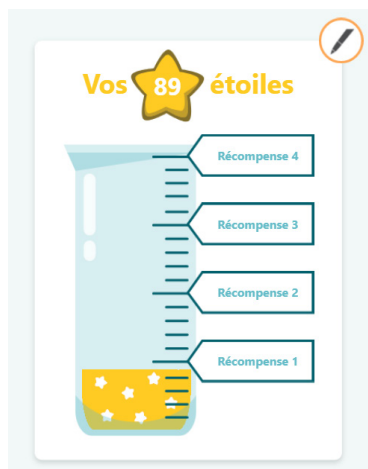 Vos 89 étoiles
Récompense 4
Récompense 3
Récompense 2
Récompense 1